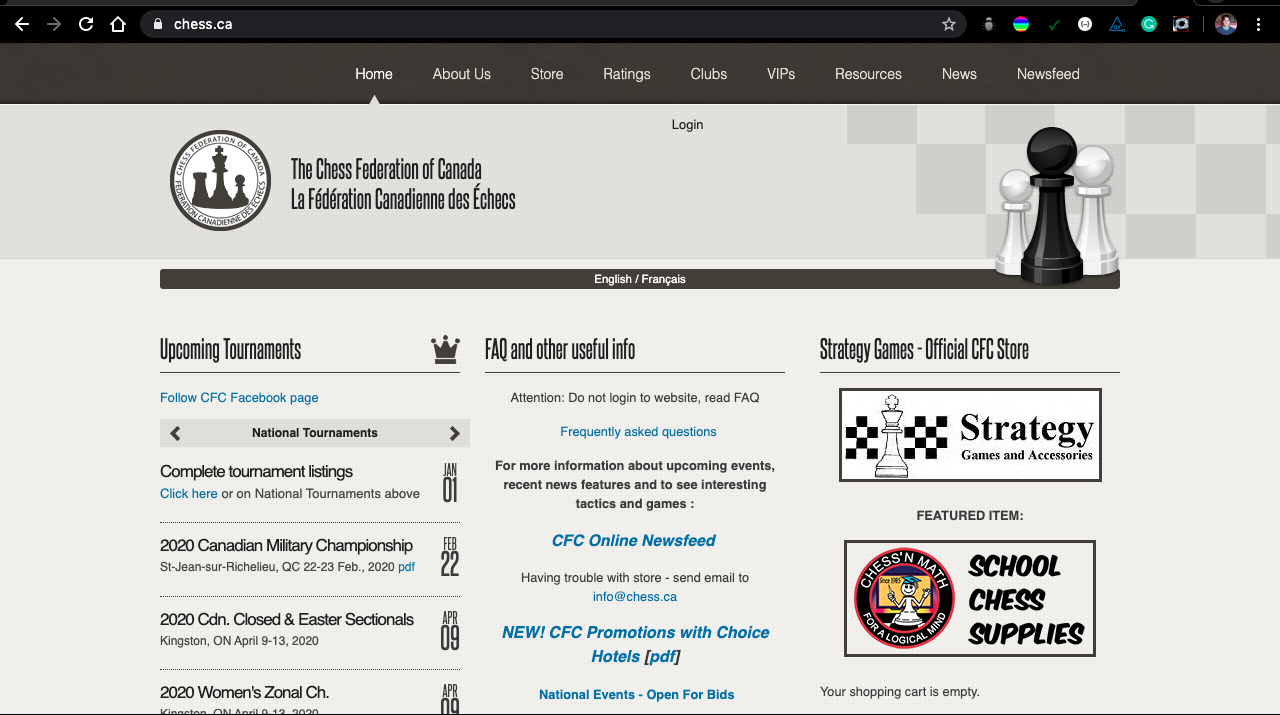 chess.ca
Home About Us Store Ratings Clubs VIPs Resources News Newsfeed
Login
CHESS FEDERATION OF CANADA
FÉDÉRATION CANADIENNE DES ÉCHECS
The Chess Federation of Canada
La Fédération Canadienne des Échecs
English / Français
Upcoming Tournaments
Follow CFC Facebook page
National Tournaments
Complete tournament listings
JAN
01
Click here or on National Tournaments above
2020 Canadian Military Championship
FEB
22
St-Jean-sur-Richelieu, QC 22-23 Feb., 2020 pdf
2020 Cdn. Closed & Easter Sectionals
APR
09
Kingston, ON April 9-13, 2020
2020 Women's Zonal Ch.
APR
09
Kingston, ON April 9-13, 2020
FAQ and other useful info
Attention: Do not login to website, read FAQ
Frequently asked questions
For more information about upcoming events,
recent news features and to see interesting
tactics and games :
CFC Online Newsfeed
Having trouble with store - send email to
info@chess.ca
NEW! CFC Promotions with Choice
Hotels [pdf]
National Events - Open For Bids
Strategy Games - Official CFC Store
Strategy
Games and Accessories
FEATURED ITEM:
CHESS'N MATH
Since 1985
FOR A LOGICAL MIND
SCHOOL
CHESS
SUPPLIES
Your shopping cart is empty.